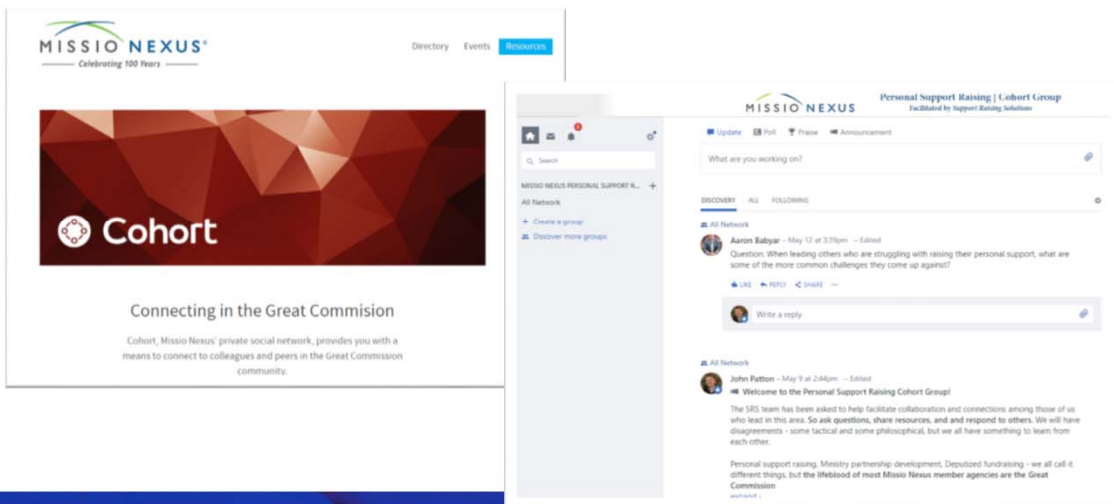 MISSIO NEXUS®
Celebrating 100 Years
Directory Events Resources
Cohort
Connecting in the Great Commision
Cohort, Missio Nexus' private social network, provides you with a
means to connect to colleagues and peers in the Great Commission
community.
MISSIO NEXUS
Personal Support Raising | Cohort Group
Facilitated by Support Raising Solutions
Search
MISSIO NEXUS PERSONAL SUPPORT R... +
All Network
+ Create a group
Discover more groups
Update Poll Praise Announcement
What are you working on?
DISCOVERY ALL FOLLOWING
All Network
Aaron Babyar – May 12 at 3:39pm – Edited
Question: When leading others who are struggling with raising their personal support, what are
some of the more common challenges they come up against?
LIKE REPLY SHARE ...
Write a reply
All Network
John Patton – May 9 at 2:44pm – Edited
Welcome to the Personal Support Raising Cohort Group!
The SRS team has been asked to help facilitate collaboration and connections among those of us
who lead in this area. So ask questions, share resources, and and respond to others. We will have
disagreements - some tactical and some philosophical, but we all have something to learn from
each other.
Personal support raising, Ministry partnership development, Deputized fundraising - we all call it
different things, but the lifeblood of most Missio Nexus member agencies are the Great
Commission
expand